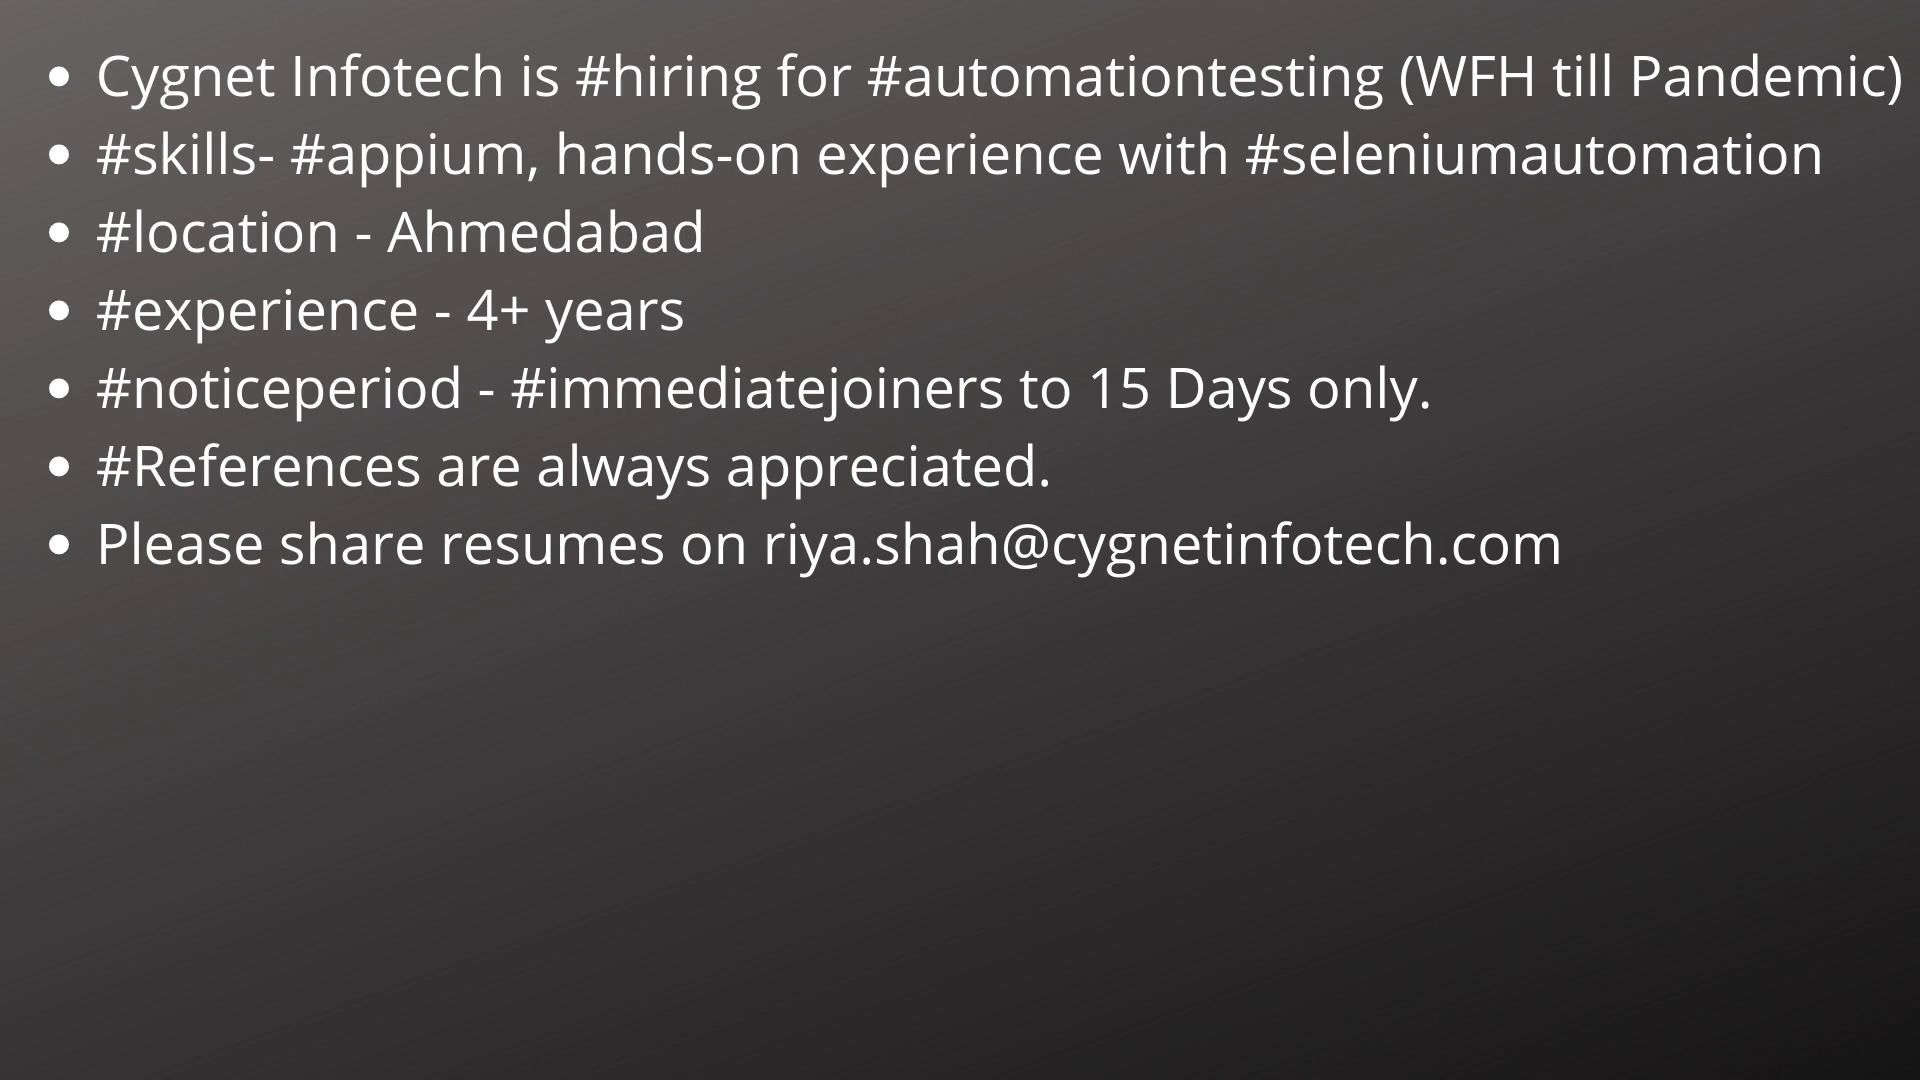 • Cygnet Infotech is #hiring for #automationtesting (WFH till Pandemic)
• #skills- #appium, hands-on experience with #seleniumautomation
• #location - Ahmedabad
• #experience - 4+ years
• #noticeperiod - #immediatejoiners to 15 Days only.
• #References are always appreciated.
• Please share resumes on riya.shah@cygnetinfotech.com